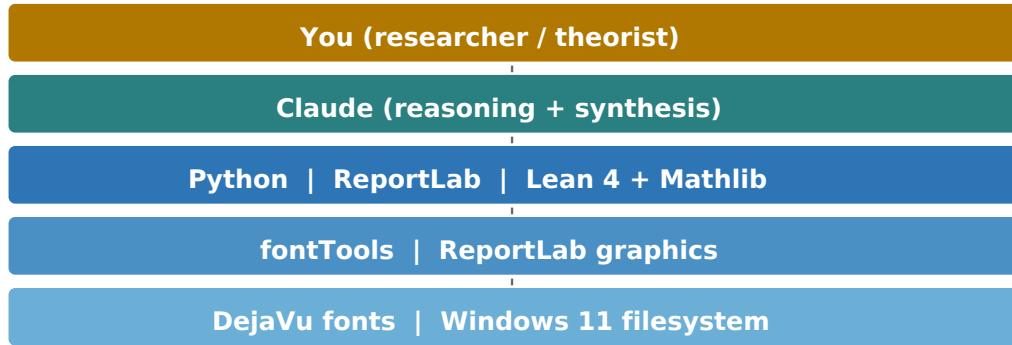 You (researcher / theorist)
Claude (reasoning + synthesis)
Python | ReportLab | Lean 4 + Mathlib
fontTools | ReportLab graphics
DejaVu fonts | Windows 11 filesystem